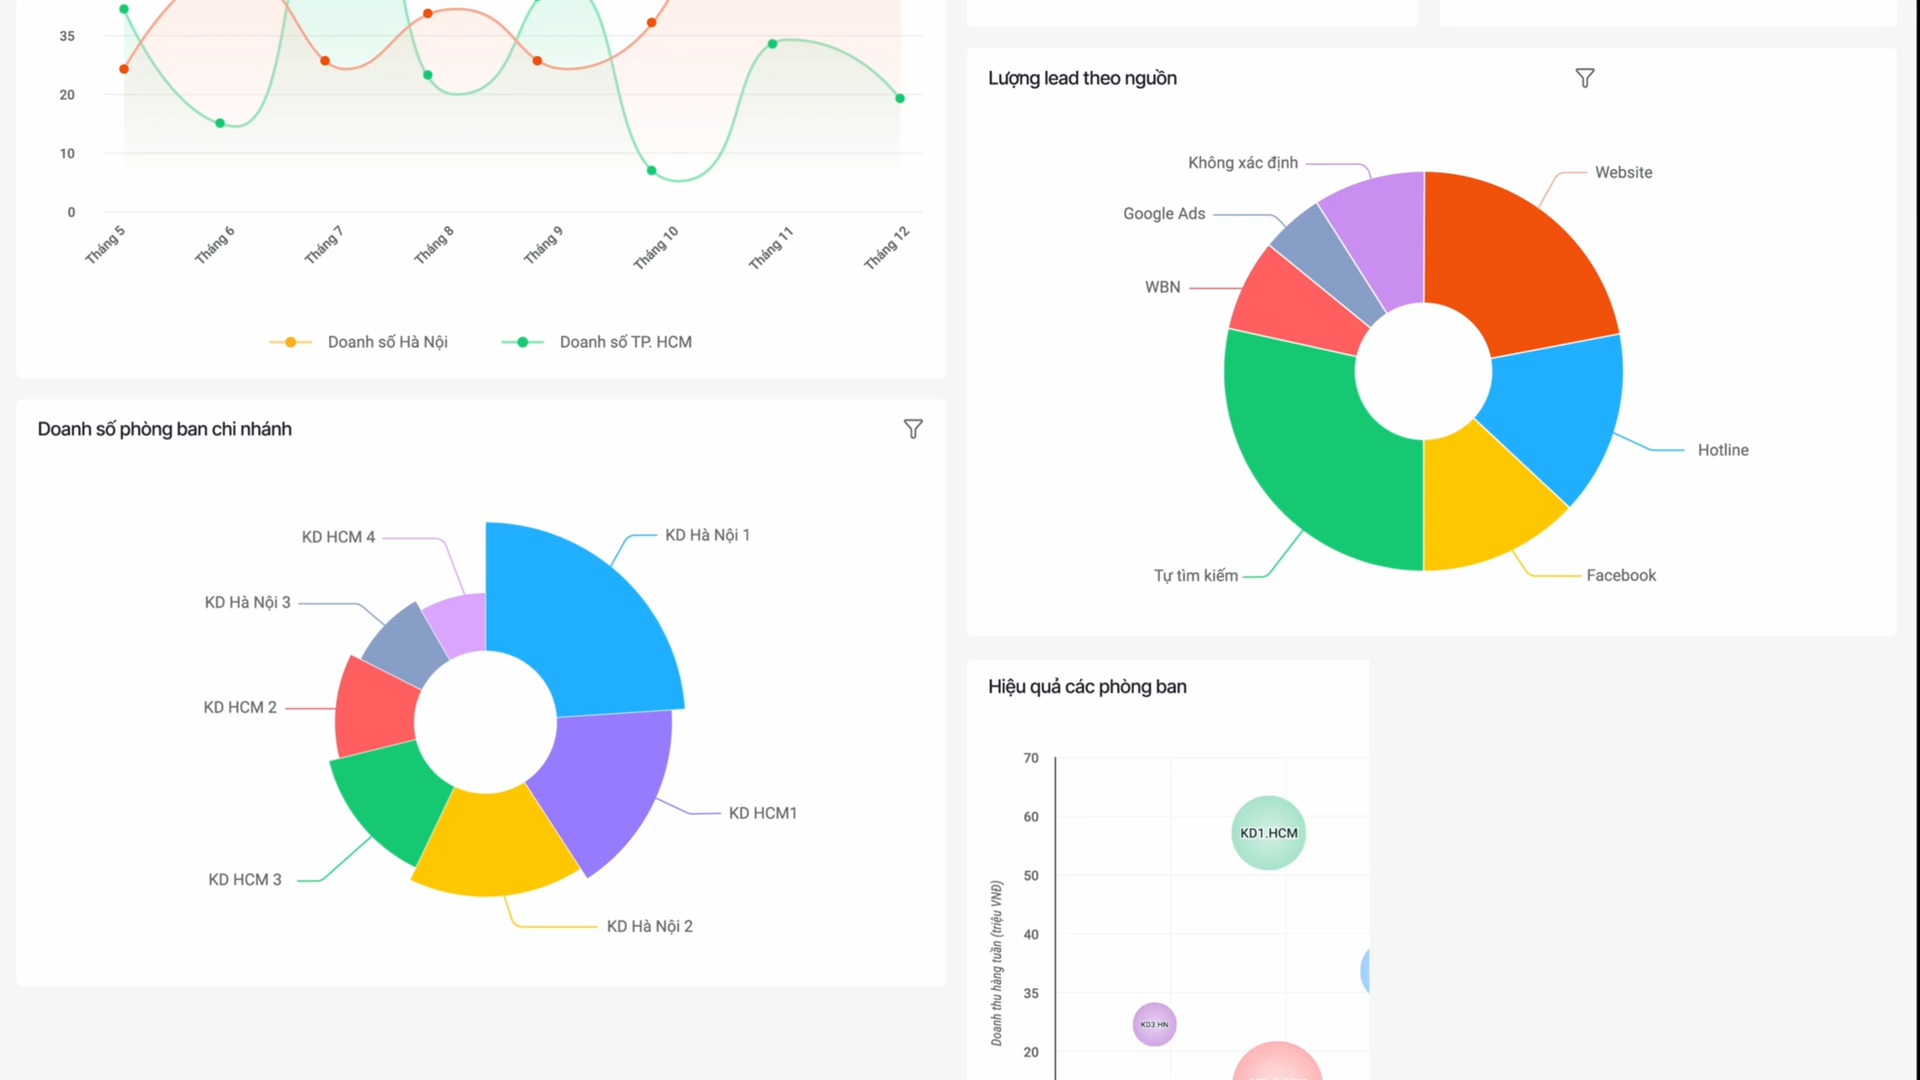 35
20
10
0
Tháng 5
Tháng 6
Tháng 7
Tháng 8
Tháng 9
Tháng 10
Tháng 11
Tháng 12
Doanh số Hà Nội
Doanh số TP. HCM
Doanh số phòng ban chi nhánh
KD HCM 4
KD Hà Nội 1
KD Hà Nội 3
KD HCM 2
KD HCM1
KD HCM 3
KD Hà Nội 2
Lượng lead theo nguồn
Không xác định
Website
Google Ads
WBN
Hotline
Tự tìm kiếm
Facebook
Hiệu quả các phòng ban
Doanh thu hàng tuần (triệu VNĐ)
70
60
50
40
35
20
KD1.HCM
KD3.HN